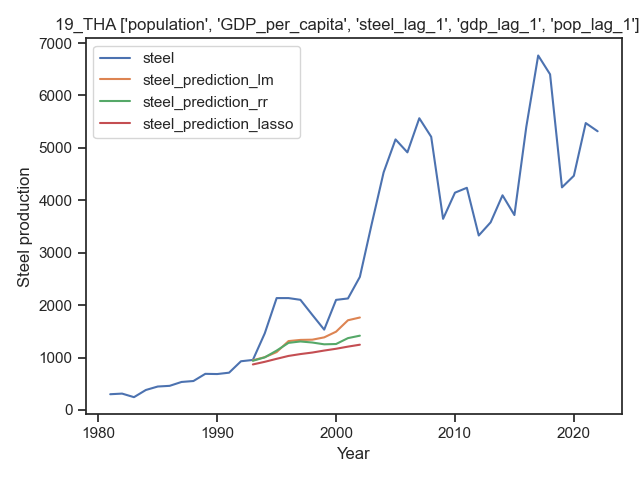 19_THA ['population', 'GDP_per_capita', 'steel_lag_1', 'gdp_lag_1', 'pop_lag_1']
steel
steel_prediction_lm
steel_prediction_rr
steel_prediction_lasso
Steel production
7000
6000
5000
4000
3000
2000
1000
0
1980
1990
2000
2010
2020
Year